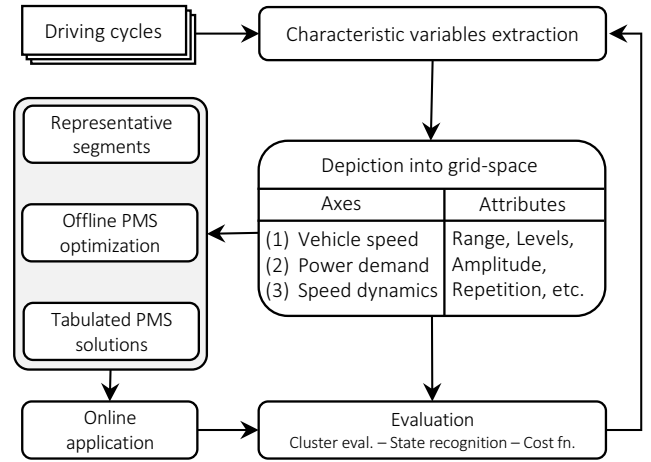 Driving cycles
Characteristic variables extraction
Representative
segments
Offline PMS
optimization
Tabulated PMS
solutions
Depiction into grid-space
Axes
Attributes
(1) Vehicle speed
(2) Power demand
(3) Speed dynamics
Range, Levels,
Amplitude,
Repetition, etc.
Online
application
Evaluation
Cluster eval. – State recognition – Cost fn.